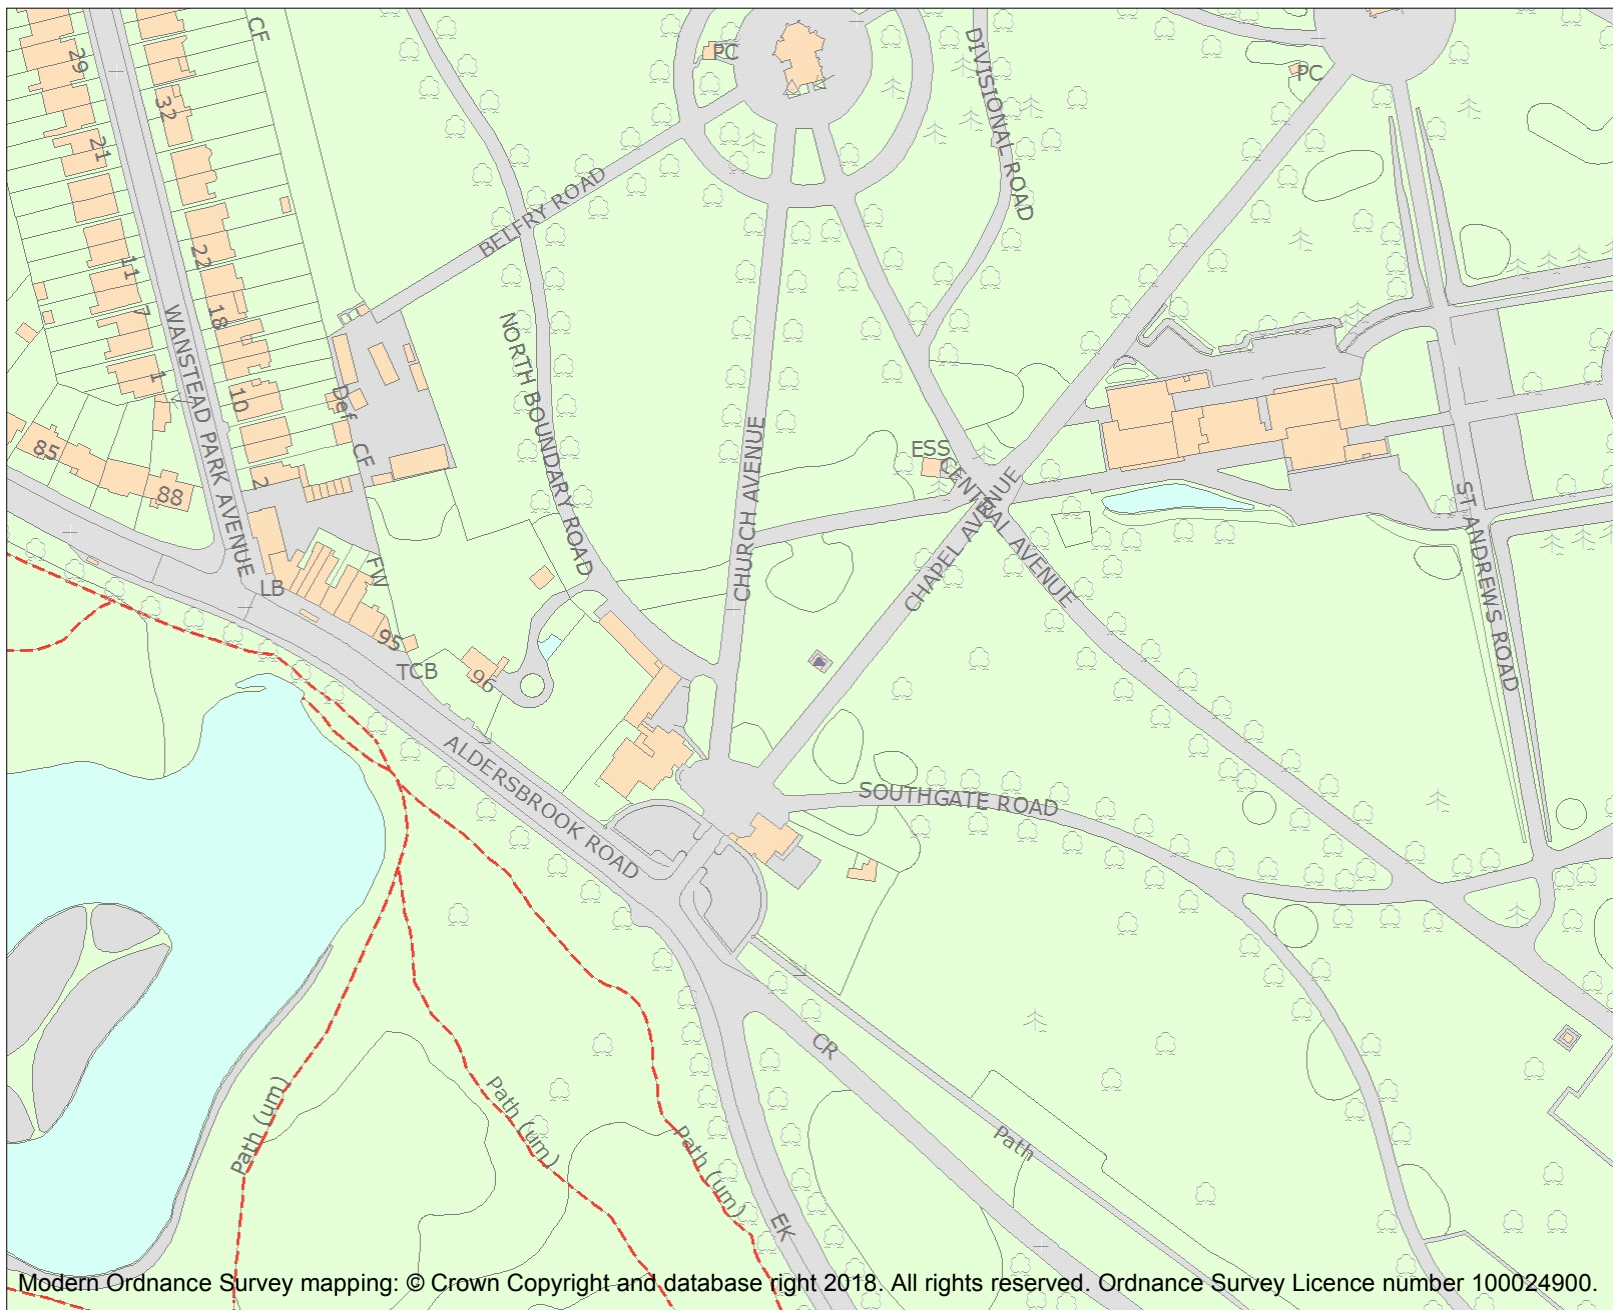 CF
29
32
21
PC
DIVISIONAL ROAD
PC
BELFRY ROAD
22
11
7
18
WANSTEAD PARK AVENUE
NORTH BOUNDARY ROAD
1
10
Def
CF
CHURCH AVENUE
ESS
CENTRAL AVENUE
CHAPEL AVENUE
ST ANDREWS ROAD
85
88
2
FW
LB
95
TCB
96
ALDERSBROOK ROAD
SOUTHGATE ROAD
CR
Path (um)
Path (um)
Path (um)
Path
EK
Modern Ordnance Survey mapping: © Crown Copyright and database right 2018. All rights reserved. Ordnance Survey Licence number 100024900.